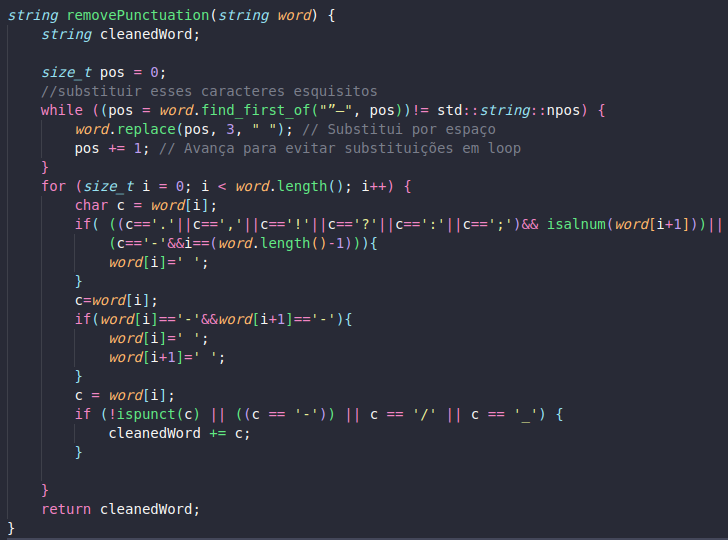 string removePunctuation(string word) {
    string cleanedWord;

    size_t pos = 0;
    //substituir esses caracteres esquisitos
    while ((pos = word.find_first_of("“”—", pos))!= std::string::npos) {
        word.replace(pos, 3, " "); // Substitui por espaço
        pos += 1; // Avança para evitar substituições em loop
    }
    for (size_t i = 0; i < word.length(); i++) {
        char c = word[i];
        if( ((c=='.'||c==','||c=='!'||c=='?'||c==':'||c==';')&& isalnum(word[i+1]))||
            (c=='-'&&i==(word.length()-1))){
            word[i]=' ';
        }
        c=word[i];
        if(word[i]=='-'&&word[i+1]=='-'){
            word[i]=' ';
            word[i+1]=' ';
        }
        c = word[i];
        if (!ispunct(c) || ((c == '-')) || c == '/' || c == '_') {
            cleanedWord += c;
        }

    }
    return cleanedWord;
}